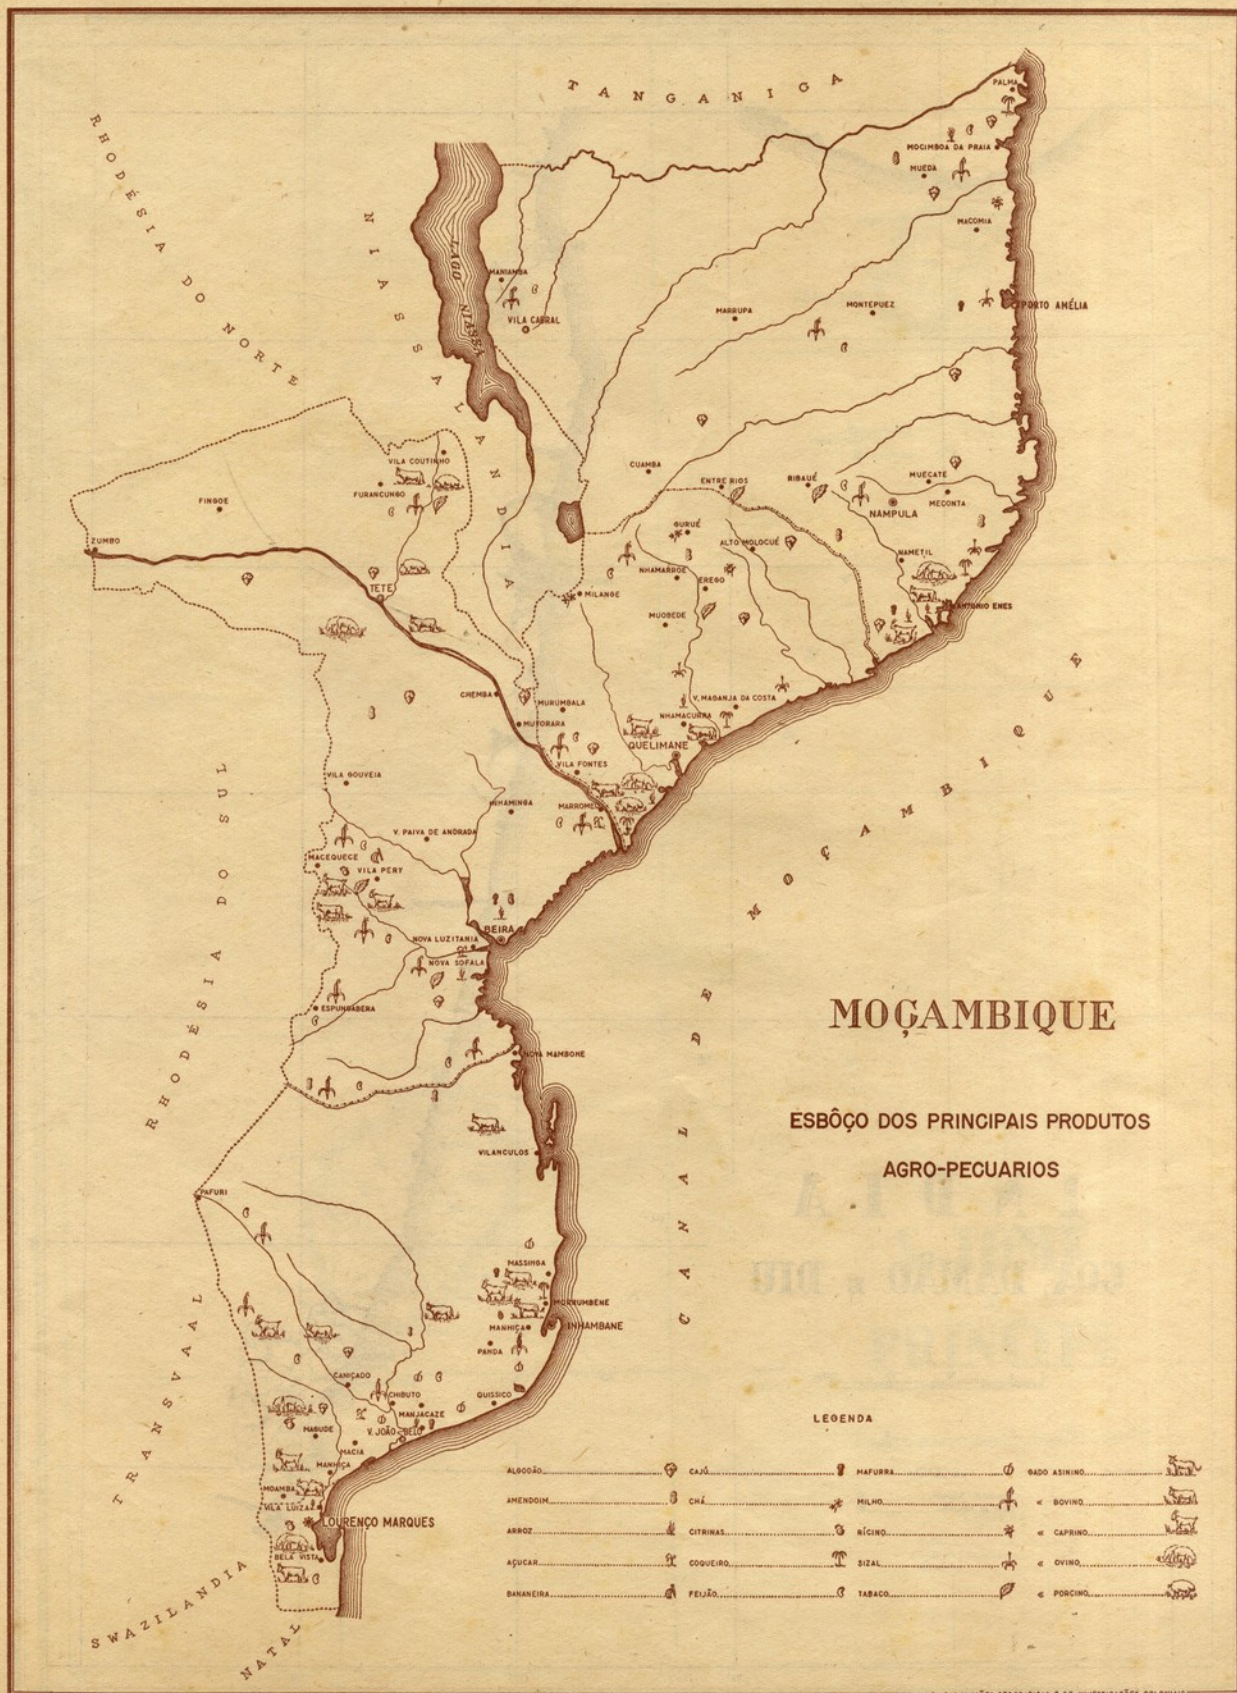 TANGANICA
RHODÉSIA DO NORTE
NIASSALANDIA
LAGO NIASSA
PALMA
MOCIMBOA DA PRAIA
MUEDA
MACOMIA
MANIAMBA
VILA CABRAL
MARRUPA
MONTEPUEZ
PORTO AMÉLIA
VILA COUTINHO
FURANCUNGO
FINGOE
ZUMBO
TETE
CUAMBA
ENTRE RIOS
RIBAUÉ
MUECATE
MECONTA
NAMPULA
GURUÉ
ALTO MOLOCUÉ
NAMETIL
NHAMARROE
EREGO
MILANGE
MUOBEDE
ANTONIO ENES
CHEMBA
MURUMBALA
MUTORARA
V. MAGANJA DA COSTA
NHAMACURRA
QUELIMANE
VILA FONTES
VILA GOUVEIA
INHAMINGA
MARROMEU
V. PAIVA DE ANDRADA
MACEQUECE
VILA PERY
BEIRA
NOVA LUZITANIA
NOVA SOFALA
ESPUNGABERA
NOVA MAMBONE
RHODÉSIA DO SUL
CANAL DE MOÇAMBIQUE
MOÇAMBIQUE
ESBÔÇO DOS PRINCIPAIS PRODUTOS
AGRO-PECUARIOS
VILANCULOS
PAFURI
MASSINGA
MORRUMBENE
MANHIÇA
INHAMBANE
PANDA
CANIÇADO
CHIBUTO
MANJACAZE
QUISSICO
V. JOÃO BELO
MAGUDE
MACIA
MANHIÇA
MOAMBA
VILA LUIZA
LOURENÇO MARQUES
BELA VISTA
TRANSVAAL
SWAZILANDIA
NATAL
LEGENDA
ALGODÃO CAJÚ MAFURRA GADO ASININO
AMENDOIM CHÁ MILHO « BOVINO
ARROZ CITRINAS RÍCINO « CAPRINO
AÇUCAR COQUEIRO SIZAL « OVINO
BANANEIRA FEIJÃO TABACO « PORCINO